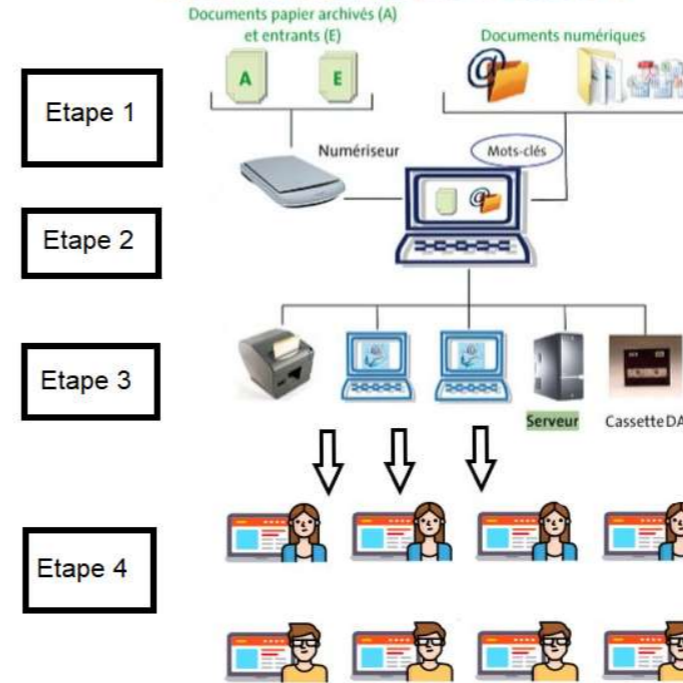 Documents papier archivés (A)
et entrants (E)
Documents numériques
A
E
@
Etape 1
Numériseur
Mots-clés
@
Etape 2
Etape 3
Serveur
Cassette DA
Etape 4